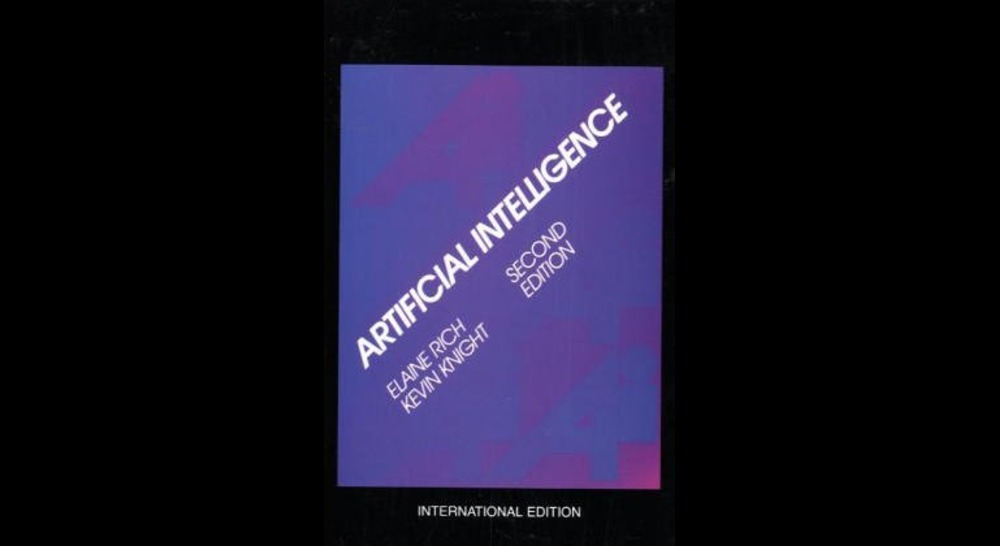 ARTIFICIAL INTELLIGENCE
SECOND
EDITION
ELAINE RICH
KEVIN KNIGHT
INTERNATIONAL EDITION